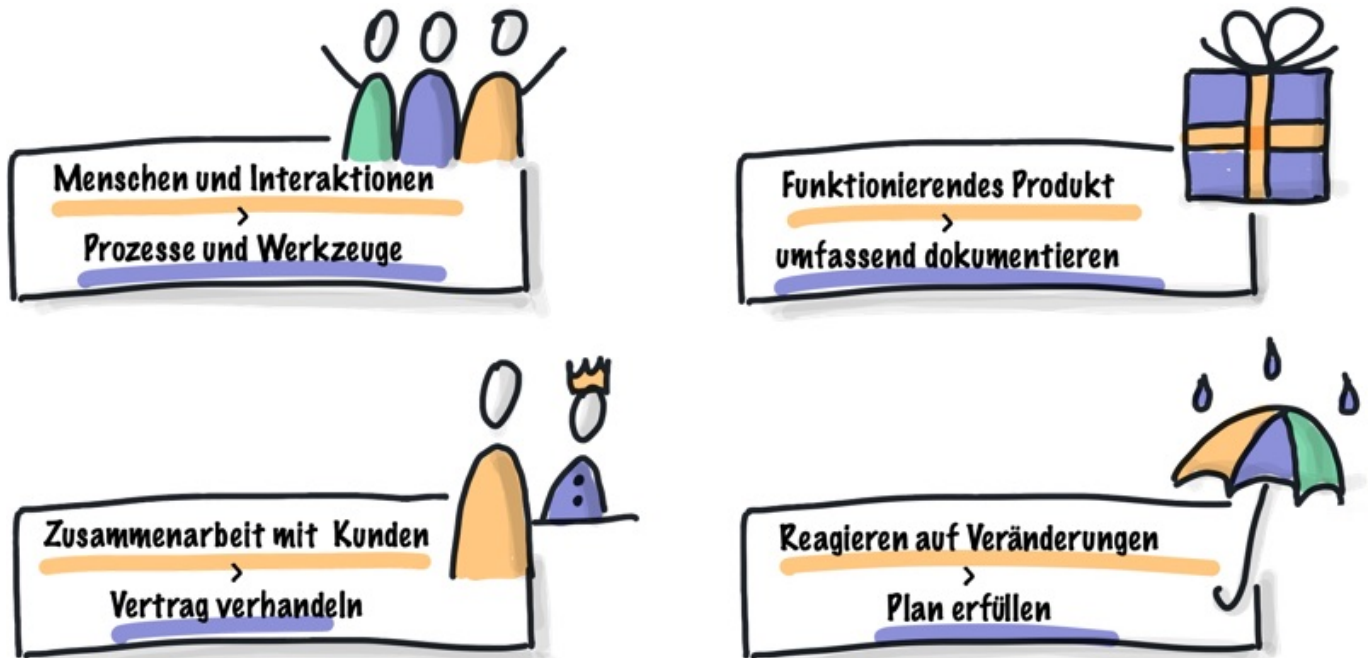 Menschen und Interaktionen
>
Prozesse und Werkzeuge
Funktionierendes Produkt
>
umfassend dokumentieren
Zusammenarbeit mit Kunden
>
Vertrag verhandeln
Reagieren auf Veränderungen
>
Plan erfüllen